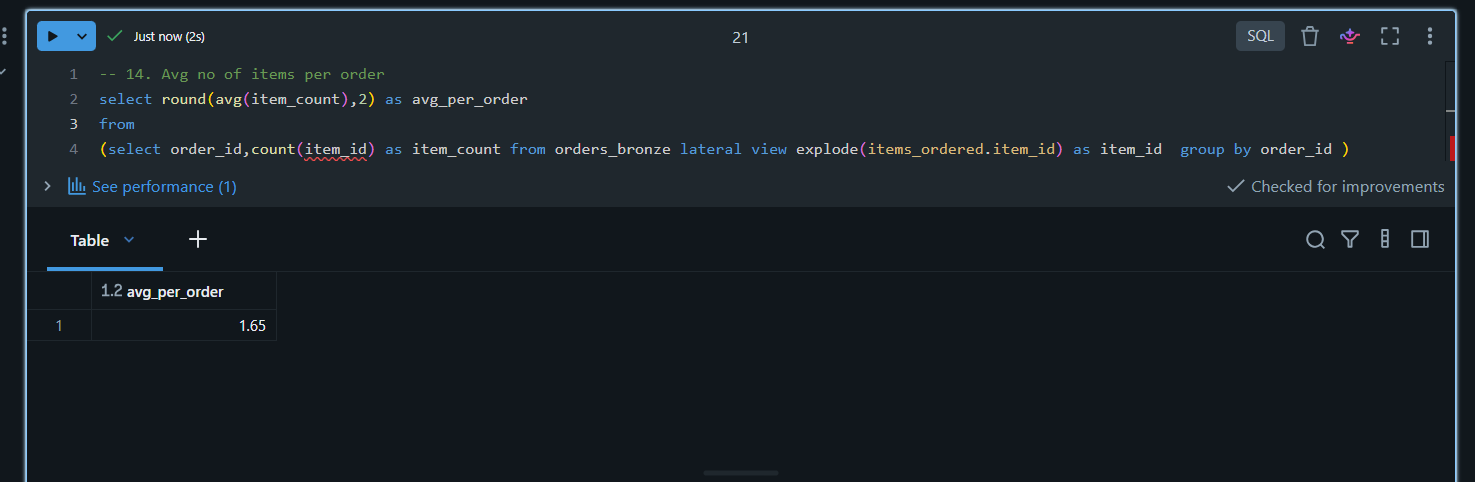 Just now (2s)
21
SQL
1 -- 14. Avg no of items per order
2 select round(avg(item_count),2) as avg_per_order
3 from
4 (select order_id,count(item_id) as item_count from orders_bronze lateral view explode(items_ordered.item_id) as item_id  group by order_id )
See performance (1)
Checked for improvements
Table
1.2 avg_per_order
1 1.65